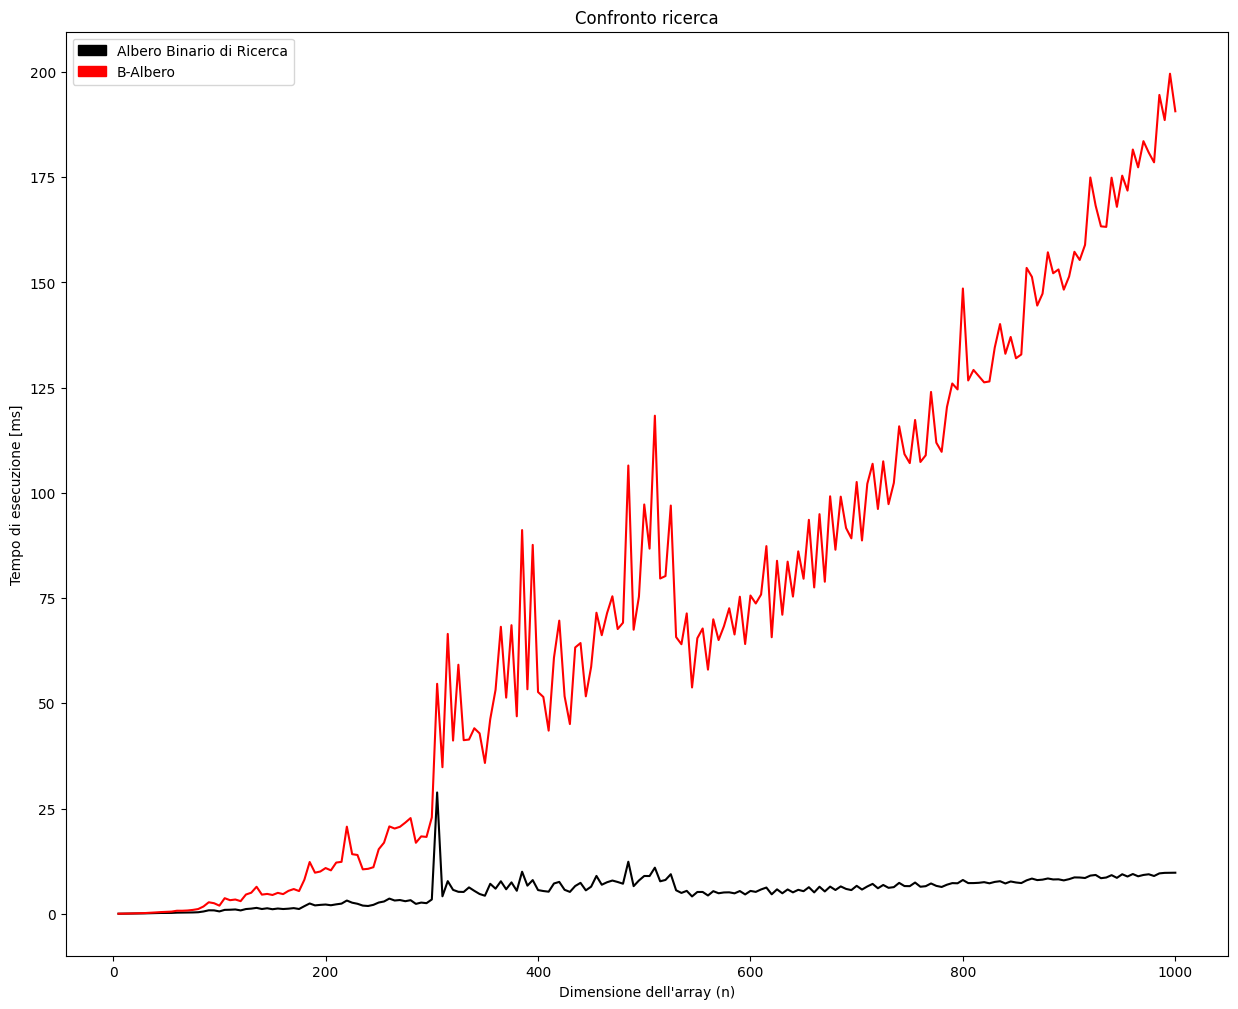 Confronto ricerca
Albero Binario di Ricerca
B-Albero
Tempo di esecuzione [ms]
200
175
150
125
100
75
50
25
0
0 200 400 600 800 1000
Dimensione dell'array (n)